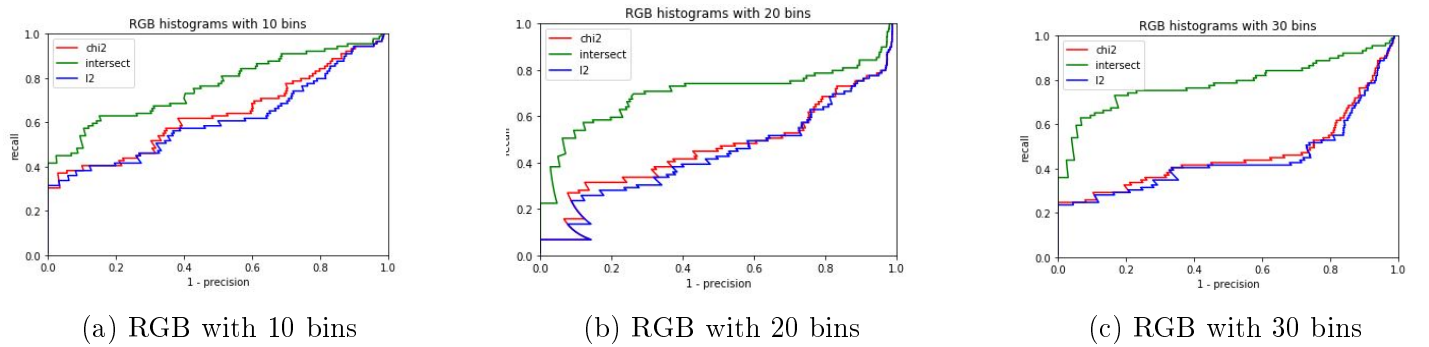 RGB histograms with 10 bins
chi2
intersect
l2
recall
1.0
0.8
0.6
0.4
0.2
0.0
0.0 0.2 0.4 0.6 0.8 1.0
1 - precision
(a) RGB with 10 bins
RGB histograms with 20 bins
chi2
intersect
l2
1.0
0.8
0.6
0.4
0.2
0.0
0.0 0.2 0.4 0.6 0.8 1.0
1 - precision
(b) RGB with 20 bins
RGB histograms with 30 bins
chi2
intersect
l2
recall
1.0
0.8
0.6
0.4
0.2
0.0
0.0 0.2 0.4 0.6 0.8 1.0
1 - precision
(c) RGB with 30 bins